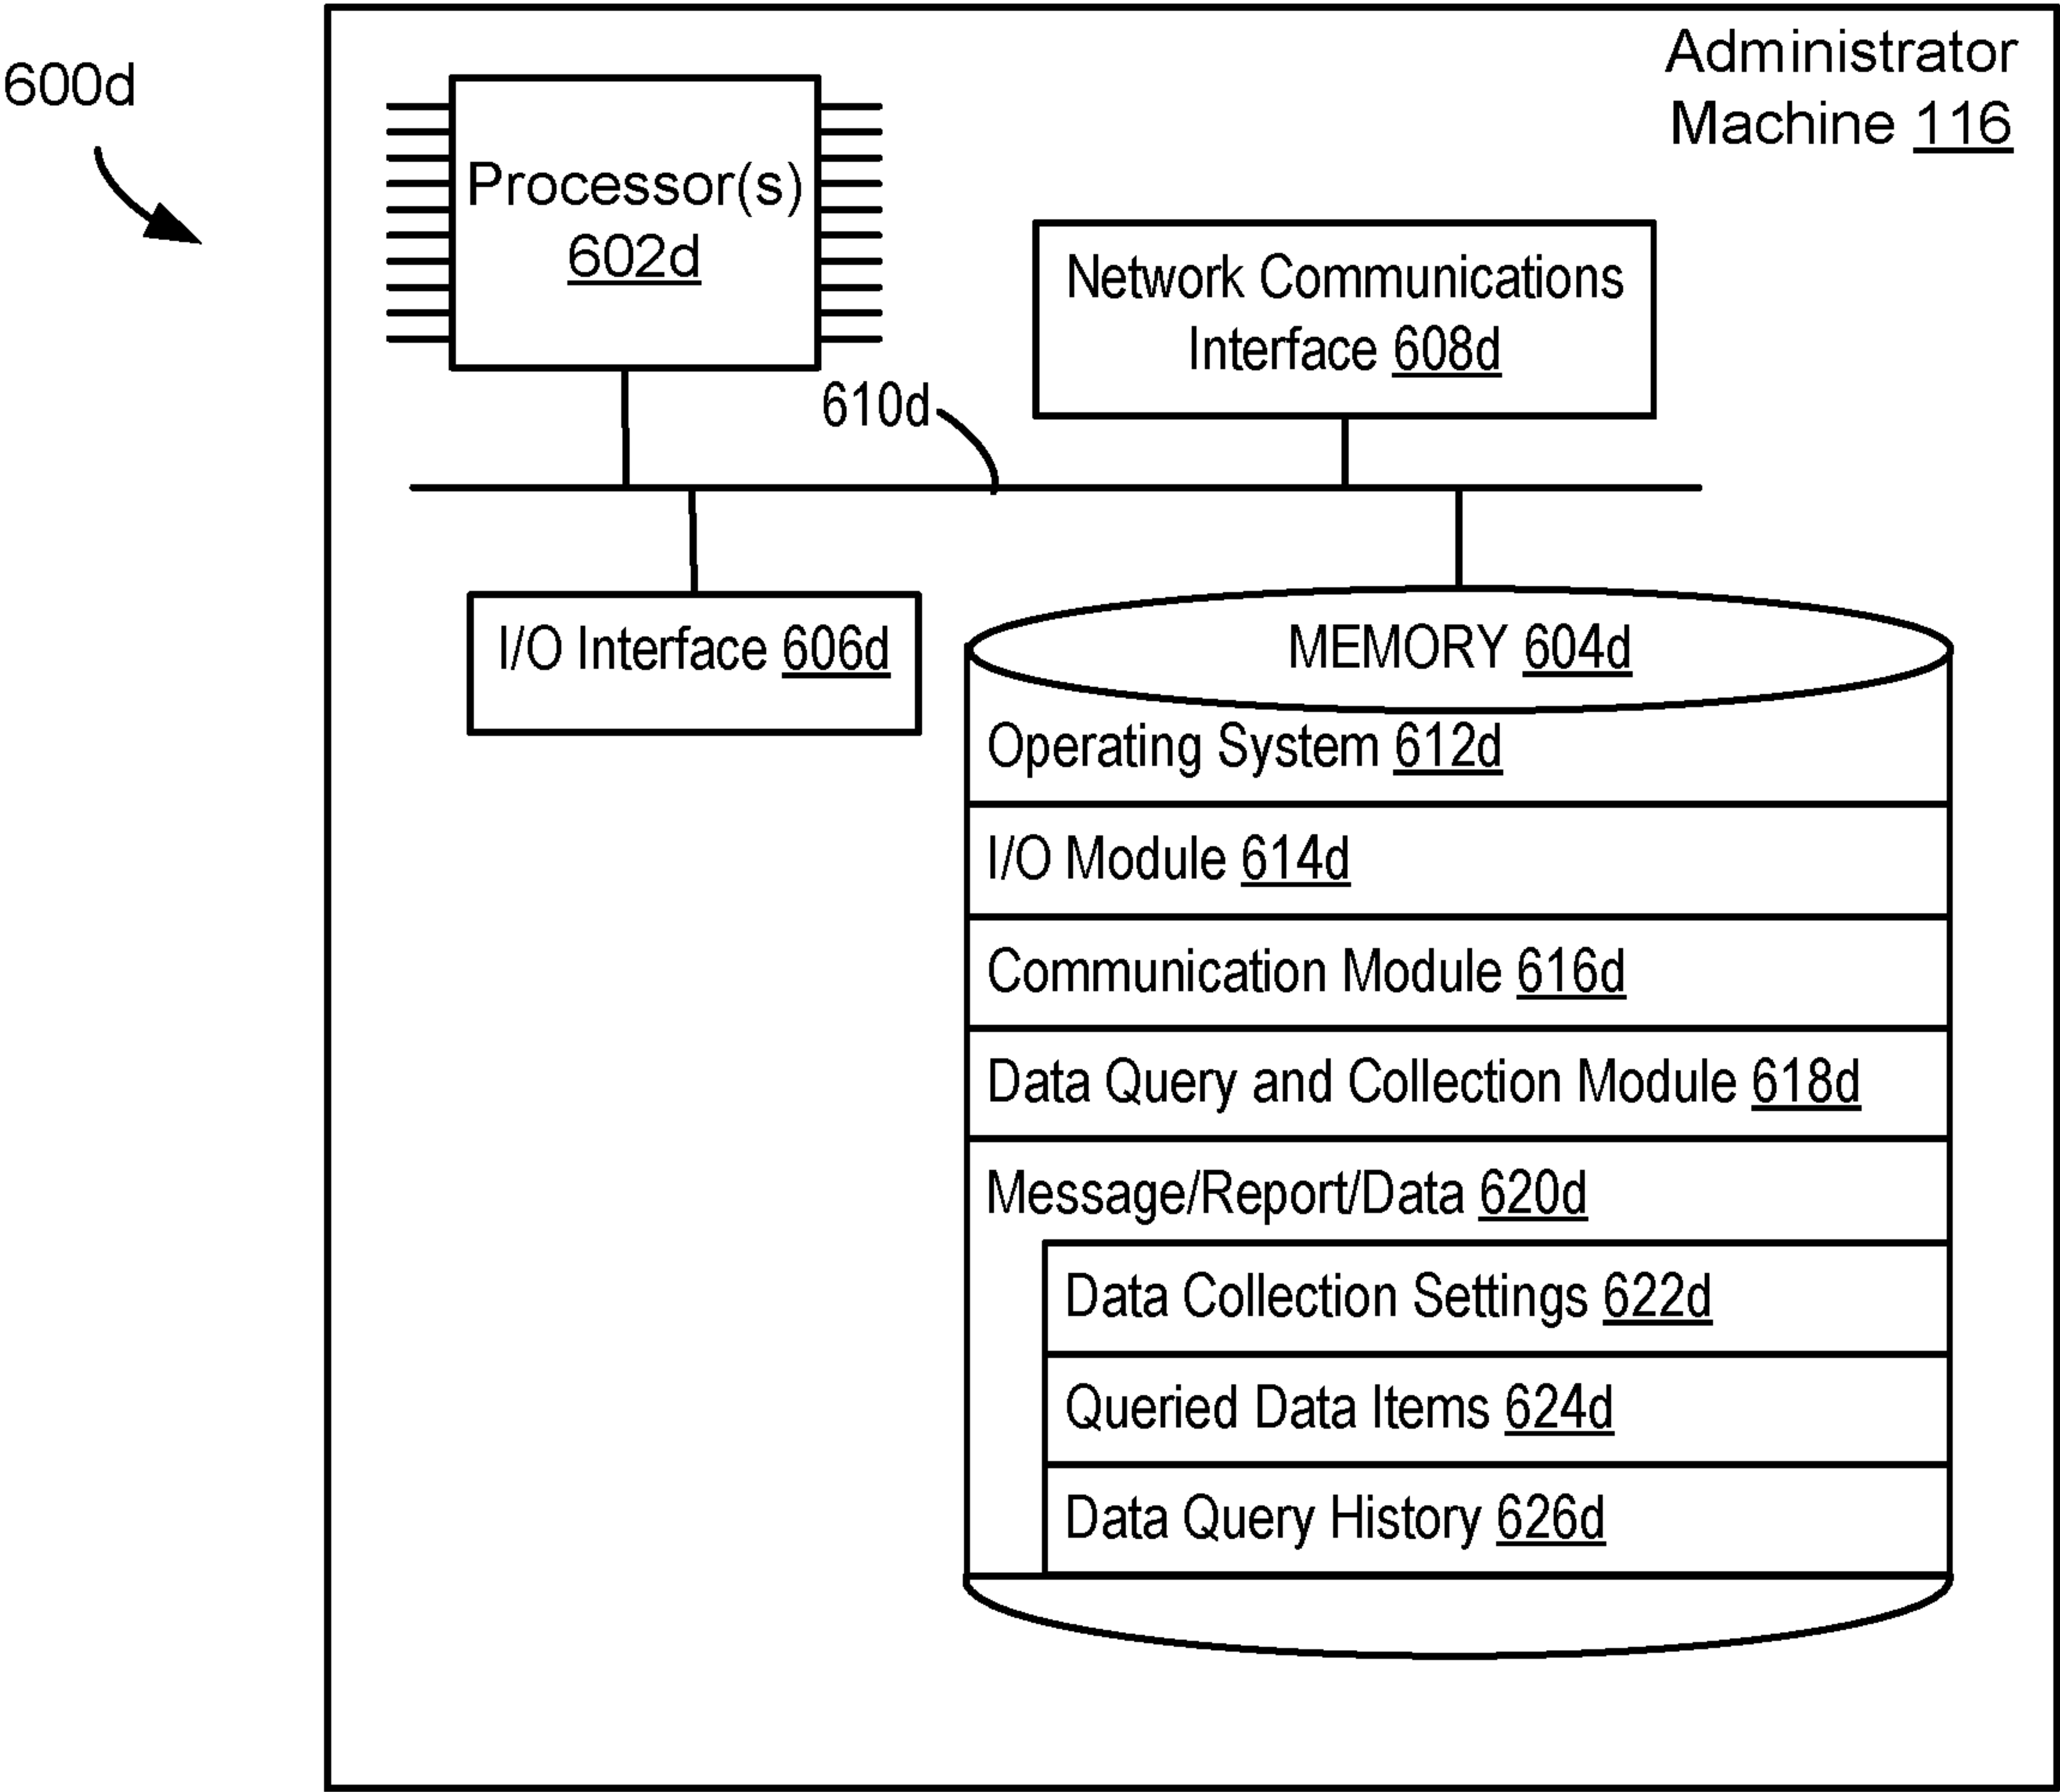 600d
Administrator
Machine 116
Processor(s)
602d
Network Communications
Interface 608d
610d
I/O Interface 606d
MEMORY 604d
Operating System 612d
I/O Module 614d
Communication Module 616d
Data Query and Collection Module 618d
Message/Report/Data 620d
Data Collection Settings 622d
Queried Data Items 624d
Data Query History 626d